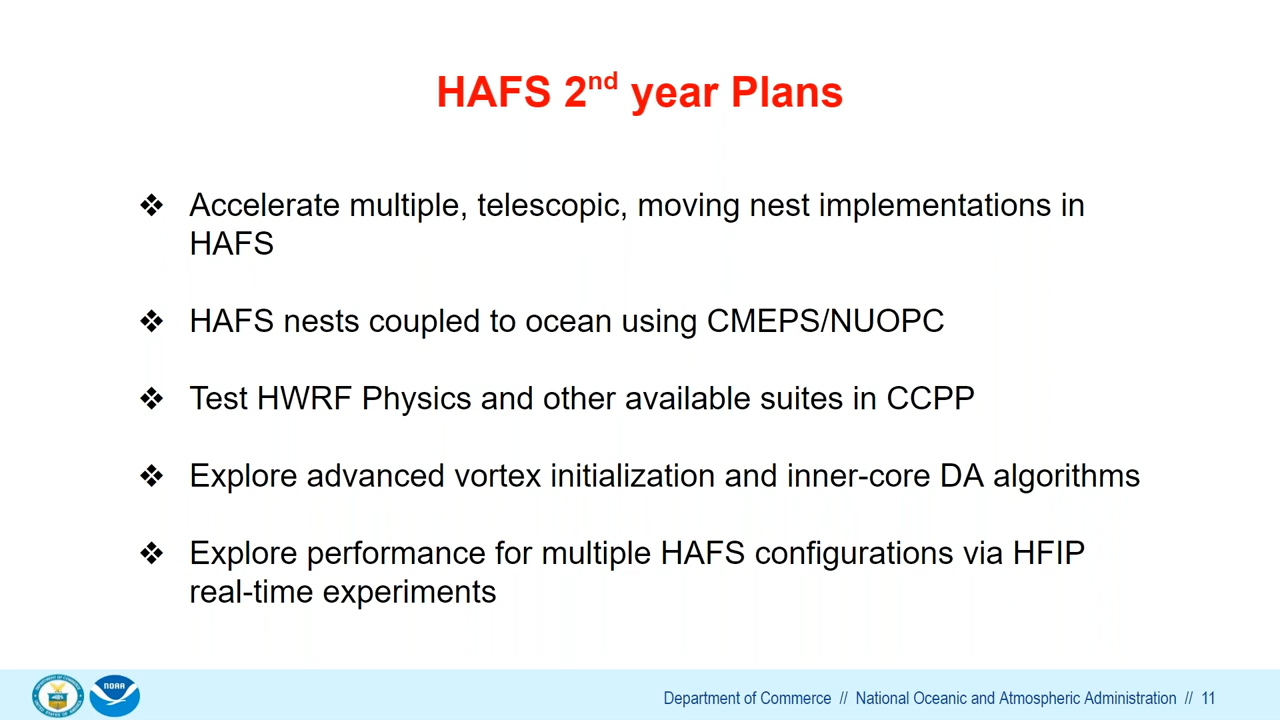 HAFS 2nd year Plans
❖ Accelerate multiple, telescopic, moving nest implementations in
HAFS
❖ HAFS nests coupled to ocean using CMEPS/NUOPC
❖ Test HWRF Physics and other available suites in CCPP
❖ Explore advanced vortex initialization and inner-core DA algorithms
❖ Explore performance for multiple HAFS configurations via HFIP
real-time experiments
NOAA
Department of Commerce // National Oceanic and Atmospheric Administration // 11